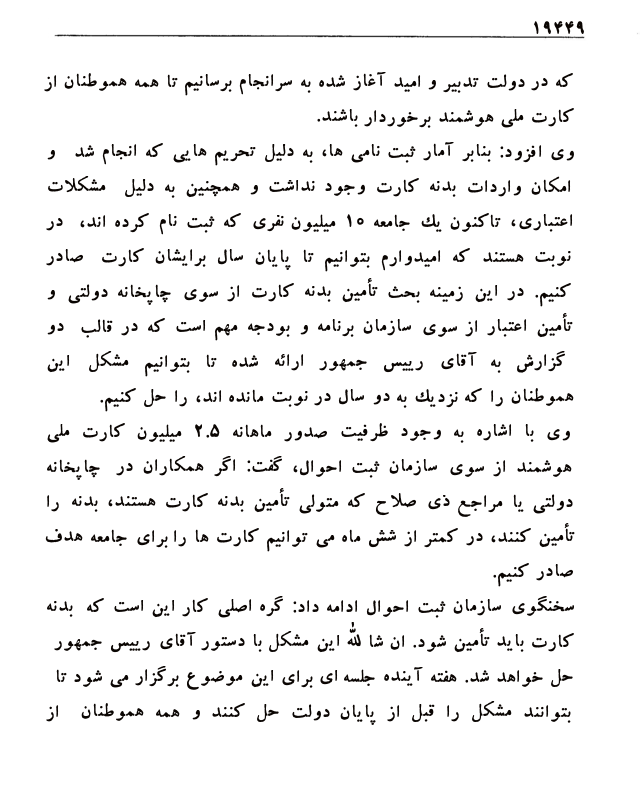 ۱۹۴۴۹
که در دولت تدبیر و امید آغاز شده به سرانجام برسانیم تا همه هموطنان از
کارت ملی هوشمند برخوردار باشند.
وی افزود: بنابر آمار ثبت نامی ها، به دلیل تحریم هایی که انجام شد و
امکان واردات بدنه کارت وجود نداشت و همچنین به دلیل مشکلات
اعتباری، تاکنون یك جامعه ۱۵ میلیون نفری که ثبت نام کرده اند، در
نوبت هستند که امیدوارم بتوانیم تا پایان سال برایشان کارت صادر
کنیم. در این زمینه بحث تأمین بدنه کارت از سوی چاپخانه دولتی و
تأمین اعتبار از سوی سازمان برنامه و بودجه مهم است که در قالب دو
گزارش به آقای رییس جمهور ارائه شده تا بتوانیم مشکل این
هموطنان را که نزدیك به دو سال در نوبت مانده اند، را حل کنیم.
وی با اشاره به وجود ظرفیت صدور ماهانه ۲.۵ میلیون کارت ملی
هوشمند از سوی سازمان ثبت احوال، گفت: اگر همکاران در چاپخانه
دولتی یا مراجع ذی صلاح که متولی تأمین بدنه کارت هستند، بدنه را
تأمین کنند، در کمتر از شش ماه می توانیم کارت ها را برای جامعه هدف
صادر کنیم.
سخنگوی سازمان ثبت احوال ادامه داد: گره اصلی کار این است که بدنه
کارت باید تأمین شود. ان شا لله این مشکل با دستور آقای رییس جمهور
حل خواهد شد. هفته آینده جلسه ای برای این موضوع برگزار می شود تا
بتوانند مشکل را قبل از پایان دولت حل کنند و همه هموطنان از